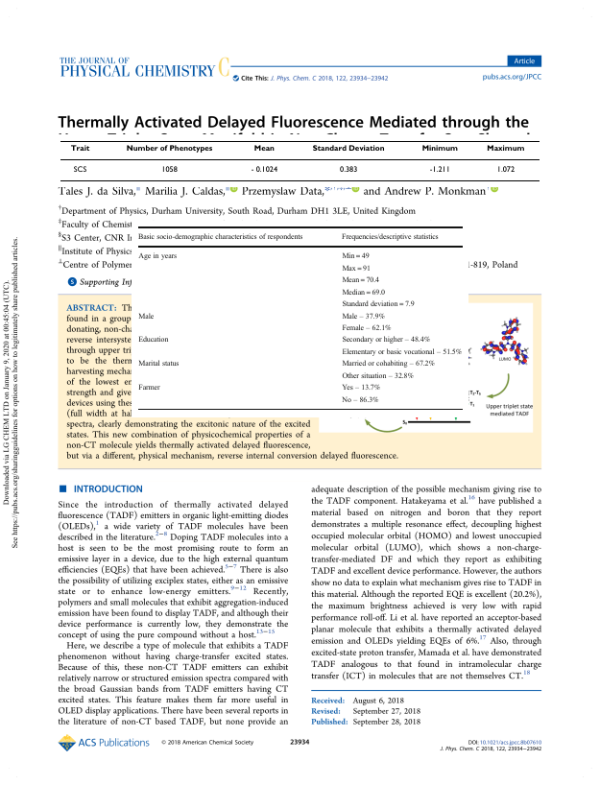 THE JOURNAL OF
PHYSICAL CHEMISTRY C
Article
Cite This: J. Phys. Chem. C 2018, 122, 23934−23942
pubs.acs.org/JPCC
Thermally Activated Delayed Fluorescence Mediated through the
Trait Number of Phenotypes Mean Standard Deviation Minimum Maximum
SCS 1058 - 0.1024 0.383 -1.211 1.072
Tales J. da Silva, Marilia J. Caldas, Przemyslaw Data, and Andrew P. Monkman
†Department of Physics, Durham University, South Road, Durham DH1 3LE, United Kingdom
‡Faculty of Chemist
§S3 Center, CNR I
∥Institute of Physic
⊥Centre of Polyme
-819, Poland
Supporting Inf
Basic socio-demographic characteristics of respondents Frequencies/descriptive statistics
Age in years Min = 49
Max = 91
Mean = 70.4
Median = 69.0
Standard deviation = 7.9
Male Male – 37.9%
Female – 62.1%
Education Secondary or higher – 48.4%
Elementary or basic vocational – 51.5%
Marital status Married or cohabiting – 67.2%
Other situation – 32.8%
Farmer Yes – 13.7%
No – 86.3%
ABSTRACT: Th
found in a group
donating, non-cha
reverse intersyste
through upper tri
to be the therm
harvesting mecha
of the lowest en
strength and give
devices using thes
(full width at hal
spectra, clearly demonstrating the excitonic nature of the excited
states. This new combination of physicochemical properties of a
non-CT molecule yields thermally activated delayed fluorescence,
but via a different, physical mechanism, reverse internal conversion delayed fluorescence.
LUMO
Upper triplet state
mediated TADF
S₀
INTRODUCTION
Since the introduction of thermally activated delayed
fluorescence (TADF) emitters in organic light-emitting diodes
(OLEDs),1 a wide variety of TADF molecules have been
described in the literature.2−8 Doping TADF molecules into a
host is seen to be the most promising route to form an
emissive layer in a device, due to the high external quantum
efficiencies (EQEs) that have been achieved.3−7 There is also
the possibility of utilizing exciplex states, either as an emissive
state or to enhance low-energy emitters.9−12 Recently,
polymers and small molecules that exhibit aggregation-induced
emission have been found to display TADF, and although their
device performance is currently low, they demonstrate the
concept of using the pure compound without a host.13−15
Here, we describe a type of molecule that exhibits a TADF
phenomenon without having charge-transfer excited states.
Because of this, these non-CT TADF emitters can exhibit
relatively narrow or structured emission spectra compared with
the broad Gaussian bands from TADF emitters having CT
excited states. This feature makes them far more useful in
OLED display applications. There have been several reports in
the literature of non-CT based TADF, but none provide an
adequate description of the possible mechanism giving rise to
the TADF component. Hatakeyama et al.16 have published a
material based on nitrogen and boron that they report
demonstrates a multiple resonance effect, decoupling highest
occupied molecular orbital (HOMO) and lowest unoccupied
molecular orbital (LUMO), which shows a non-charge-
transfer-mediated DF and which they report as exhibiting
TADF and excellent device performance. However, the authors
show no data to explain what mechanism gives rise to TADF in
this material. Although the reported EQE is excellent (20.2%),
the maximum brightness achieved is very low with rapid
performance roll-off. Li et al. have reported an acceptor-based
planar molecule that exhibits a thermally activated delayed
emission and OLEDs yielding EQEs of 6%.17 Also, through
excited-state proton transfer, Mamada et al. have demonstrated
TADF analogous to that found in intramolecular charge
transfer (ICT) in molecules that are not themselves CT.18
Received: August 6, 2018
Revised: September 27, 2018
Published: September 28, 2018
ACS Publications
© 2018 American Chemical Society
23934
DOI: 10.1021/acs.jpcc.8b07610
J. Phys. Chem. C 2018, 122, 23934−23942
Downloaded via LG CHEM LTD on January 9, 2020 at 00:45:04 (UTC).
See https://pubs.acs.org/sharingguidelines for options on how to legitimately share published articles.